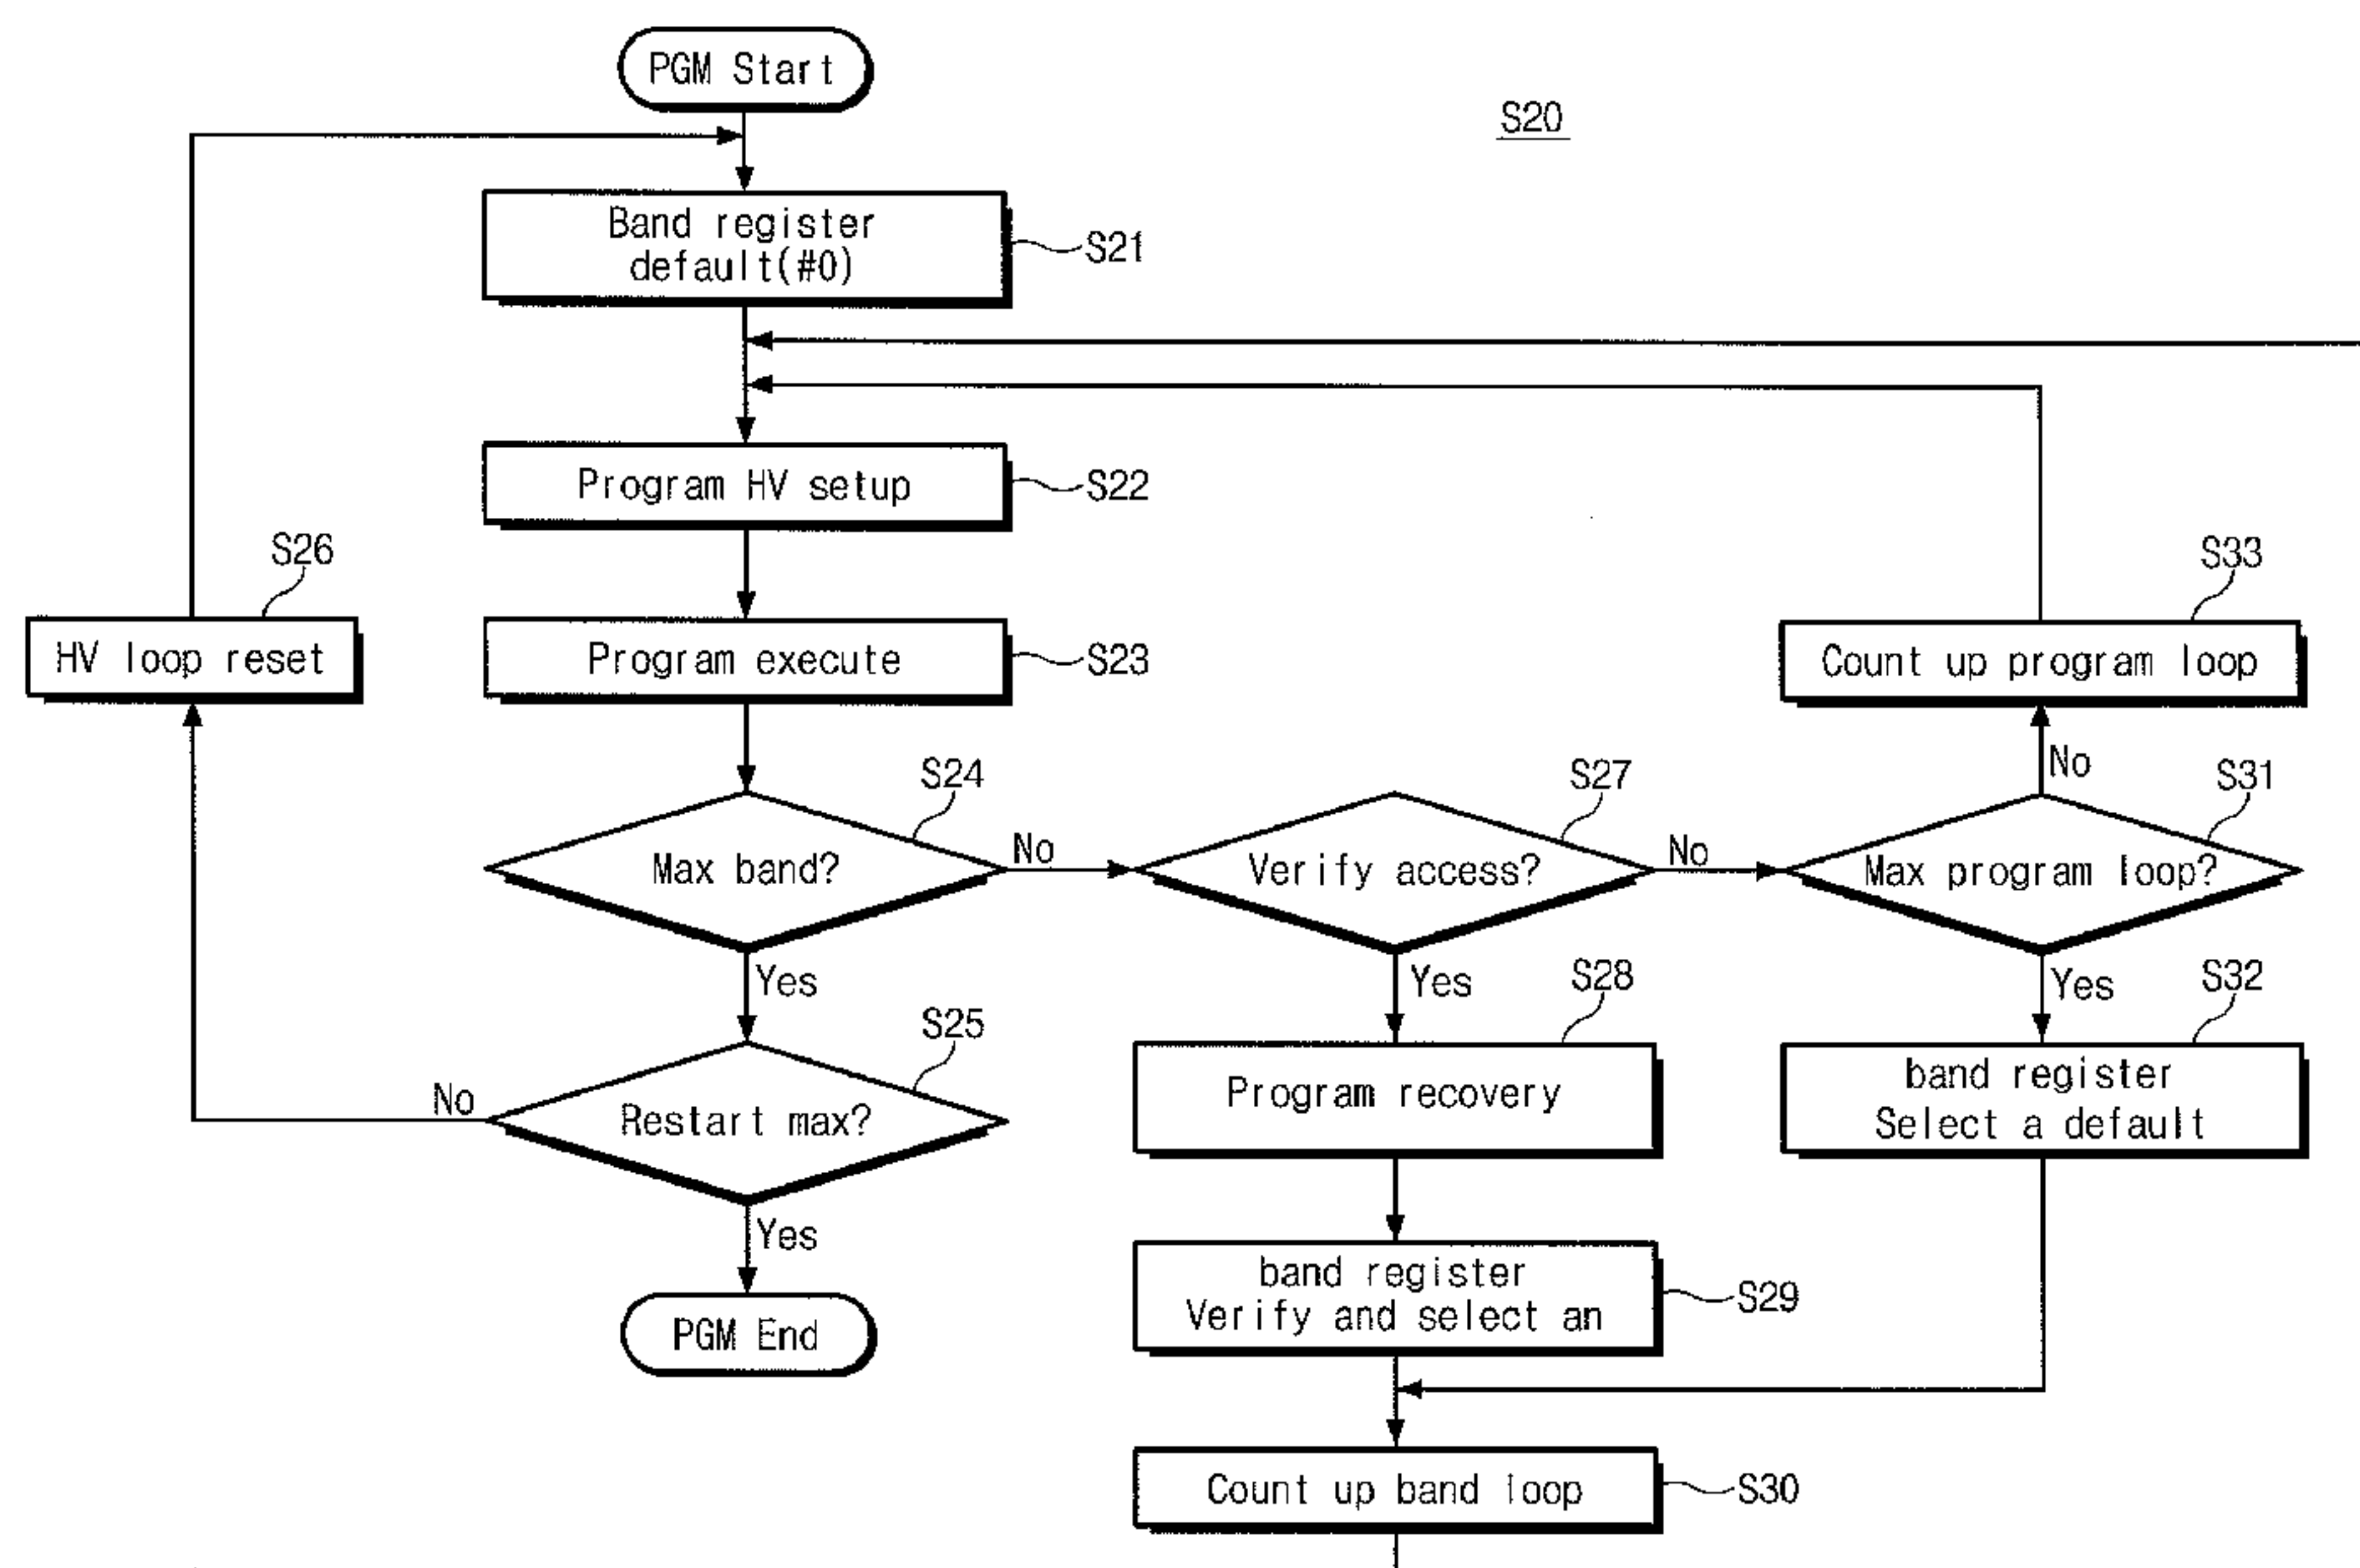 PGM Start
S20
Band register
default(#0)
S21
Program HV setup
S22
S26
S33
HV loop reset
Program execute
S23
Count up program loop
No
S24
S27
S31
Max band?
No
Verify access?
No
Max program loop?
Yes
Yes
Yes
S28
S32
S25
No
Restart max?
Program recovery
band register
Select a default
Yes
band register
Verify and select an
S29
PGM End
Count up band loop
S30